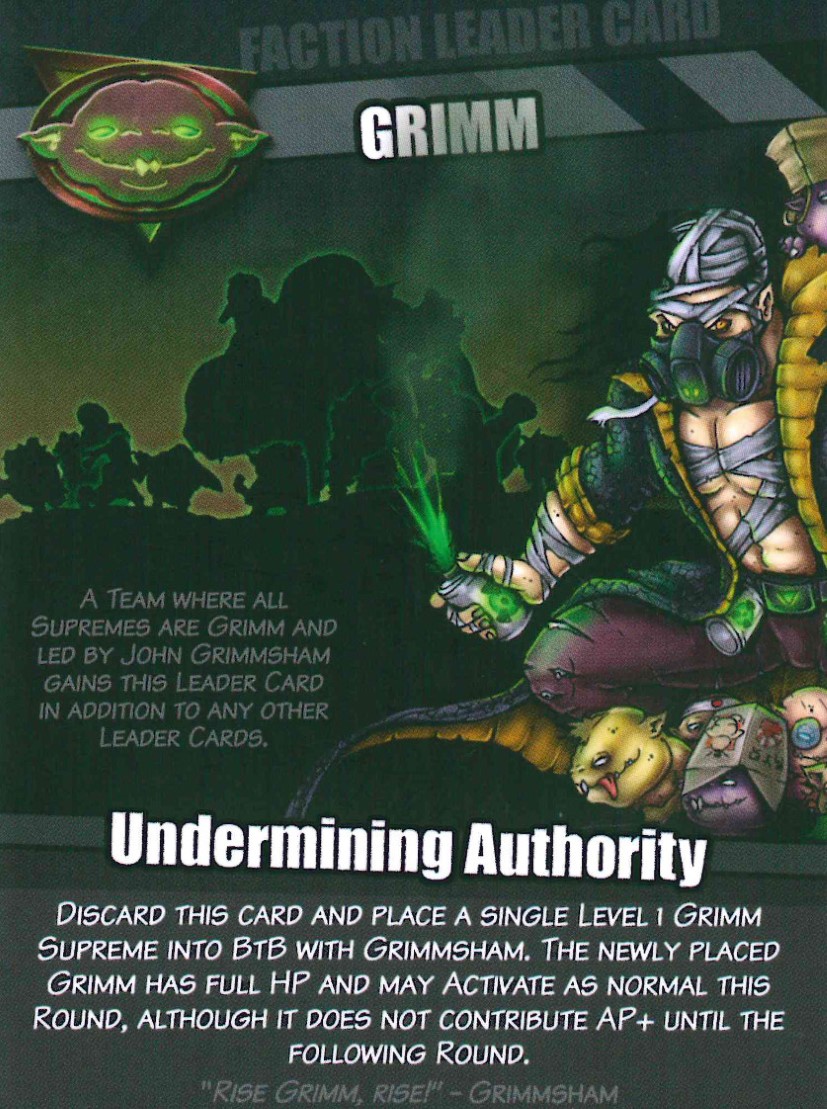 FACTION LEADER CARD
GRIMM
A TEAM WHERE ALL
SUPREMES ARE GRIMM AND
LED BY JOHN GRIMMSHAM
GAINS THIS LEADER CARD
IN ADDITION TO ANY OTHER
LEADER CARDS.
Undermining Authority
DISCARD THIS CARD AND PLACE A SINGLE LEVEL 1 GRIMM
SUPREME INTO BTB WITH GRIMMSHAM. THE NEWLY PLACED
GRIMM HAS FULL HP AND MAY ACTIVATE AS NORMAL THIS
ROUND, ALTHOUGH IT DOES NOT CONTRIBUTE AP+ UNTIL THE
FOLLOWING ROUND.
"RISE GRIMM, RISE!" - GRIMMSHAM